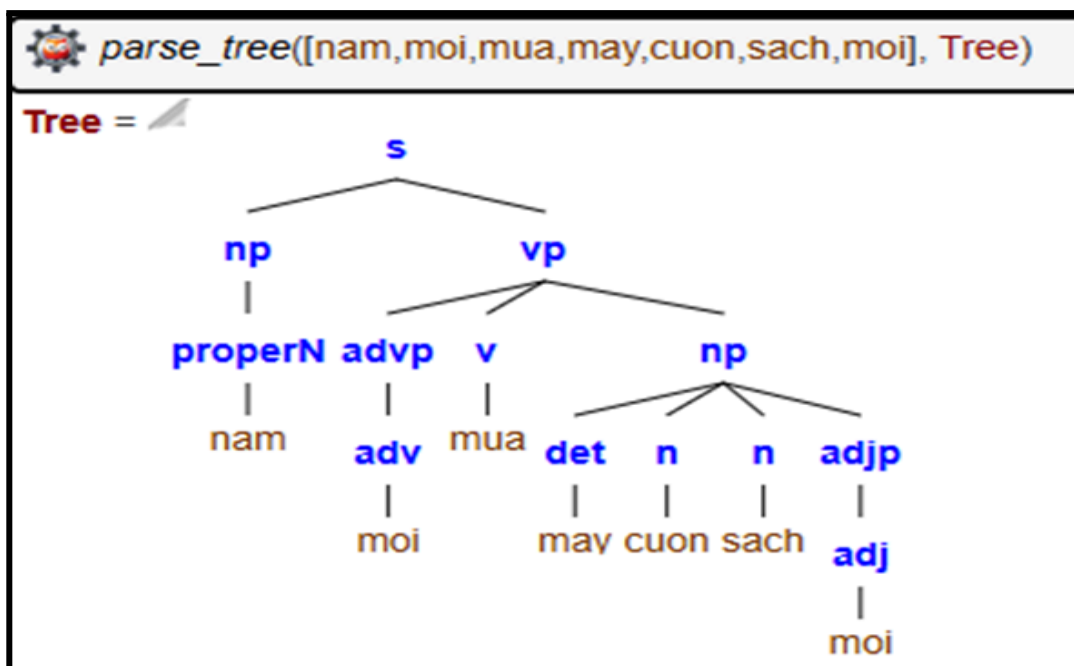 parse_tree([nam,moi,mua,may,cuon,sach,moi], Tree)
Tree =
s
np vp
properN advp v np
nam adv mua det n n adjp
moi may cuon sach adj
moi